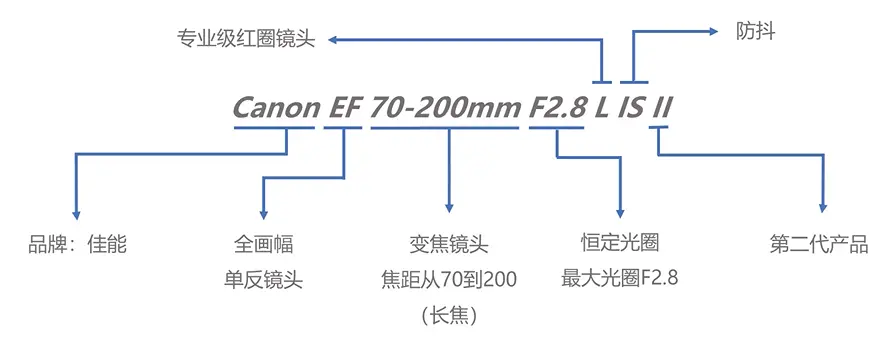 专业级红圈镜头
防抖
Canon EF 70-200mm F2.8 L IS II
品牌：佳能
全画幅
单反镜头
变焦镜头
焦距从70到200
（长焦）
恒定光圈
最大光圈F2.8
第二代产品